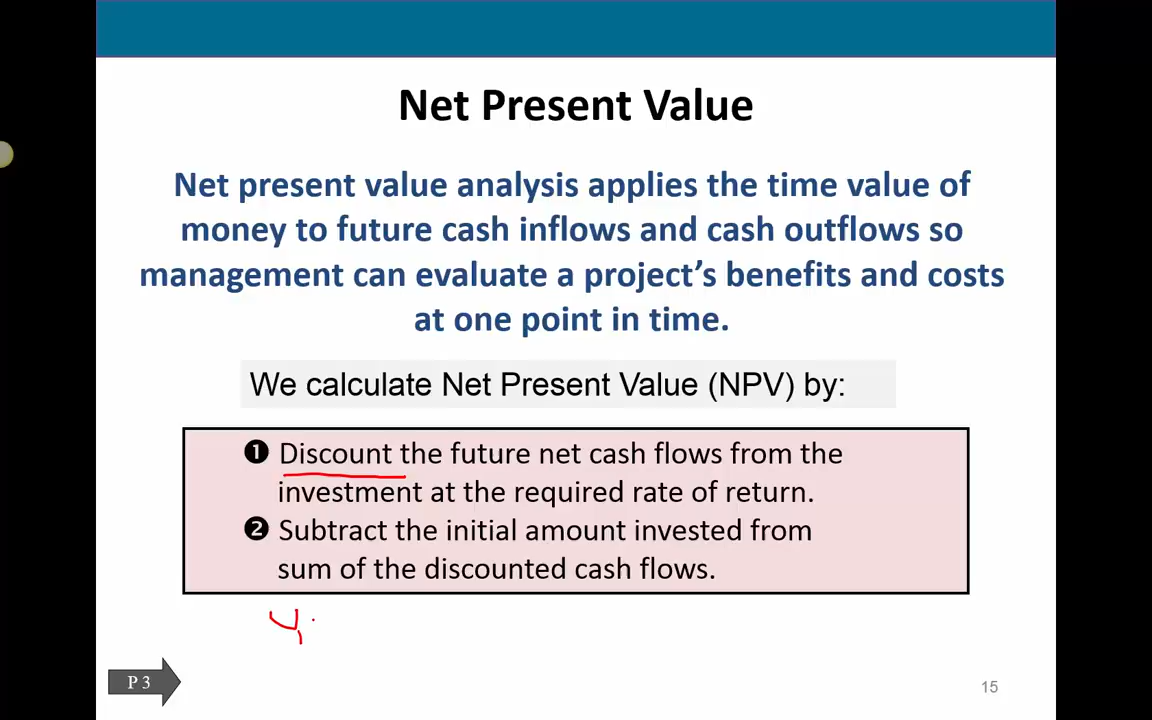 Net Present Value
Net present value analysis applies the time value of
money to future cash inflows and cash outflows so
management can evaluate a project's benefits and costs
at one point in time.
We calculate Net Present Value (NPV) by:
❶ Discount the future net cash flows from the
investment at the required rate of return.
❷ Subtract the initial amount invested from
sum of the discounted cash flows.
P 3
15